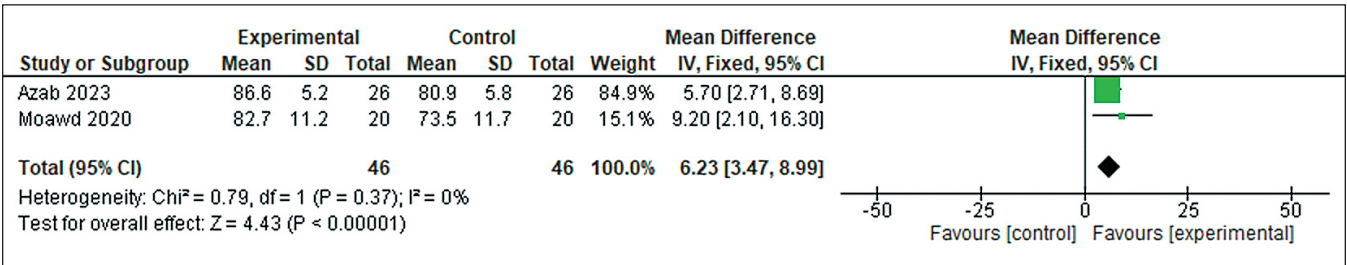 Experimental Control Mean Difference Mean Difference
Study or Subgroup Mean SD Total Mean SD Total Weight IV, Fixed, 95% CI IV, Fixed, 95% CI
Azab 2023 86.6 5.2 26 80.9 5.8 26 84.9% 5.70 [2.71, 8.69]
Moawd 2020 82.7 11.2 20 73.5 11.7 20 15.1% 9.20 [2.10, 16.30]
Total (95% CI) 46 46 100.0% 6.23 [3.47, 8.99]
Heterogeneity: Chi² = 0.79, df = 1 (P = 0.37); I² = 0%
Test for overall effect: Z = 4.43 (P < 0.00001)
-50 -25 0 25 50
Favours [control] Favours [experimental]